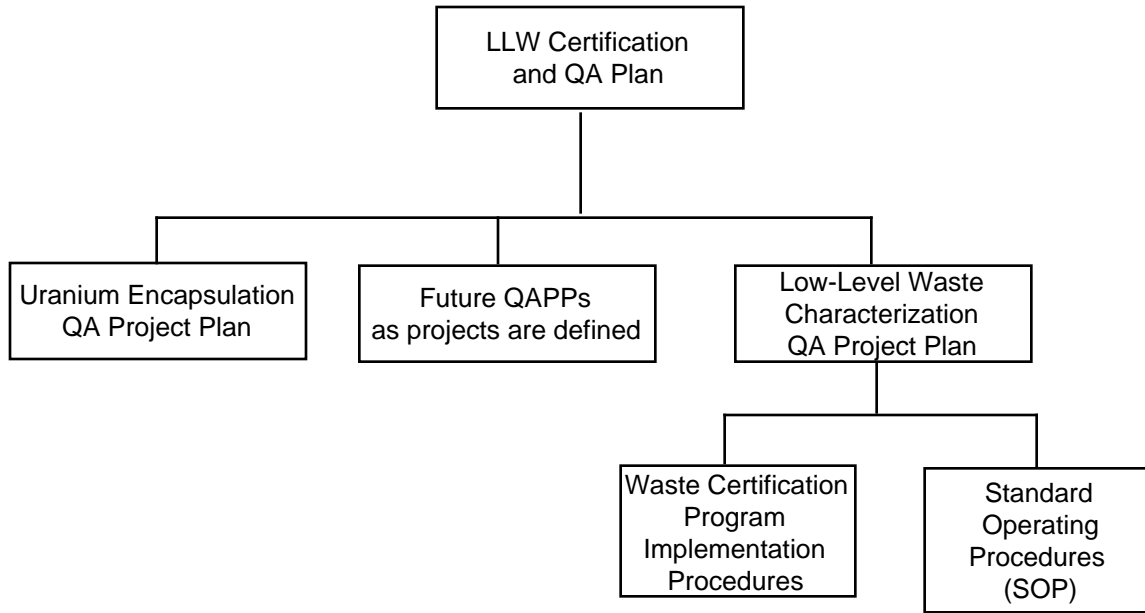 LLW Certification
and QA Plan
Uranium Encapsulation
QA Project Plan
Future QAPPs
as projects are defined
Low-Level Waste
Characterization
QA Project Plan
Waste Certification
Program
Implementation
Procedures
Standard
Operating
Procedures
(SOP)